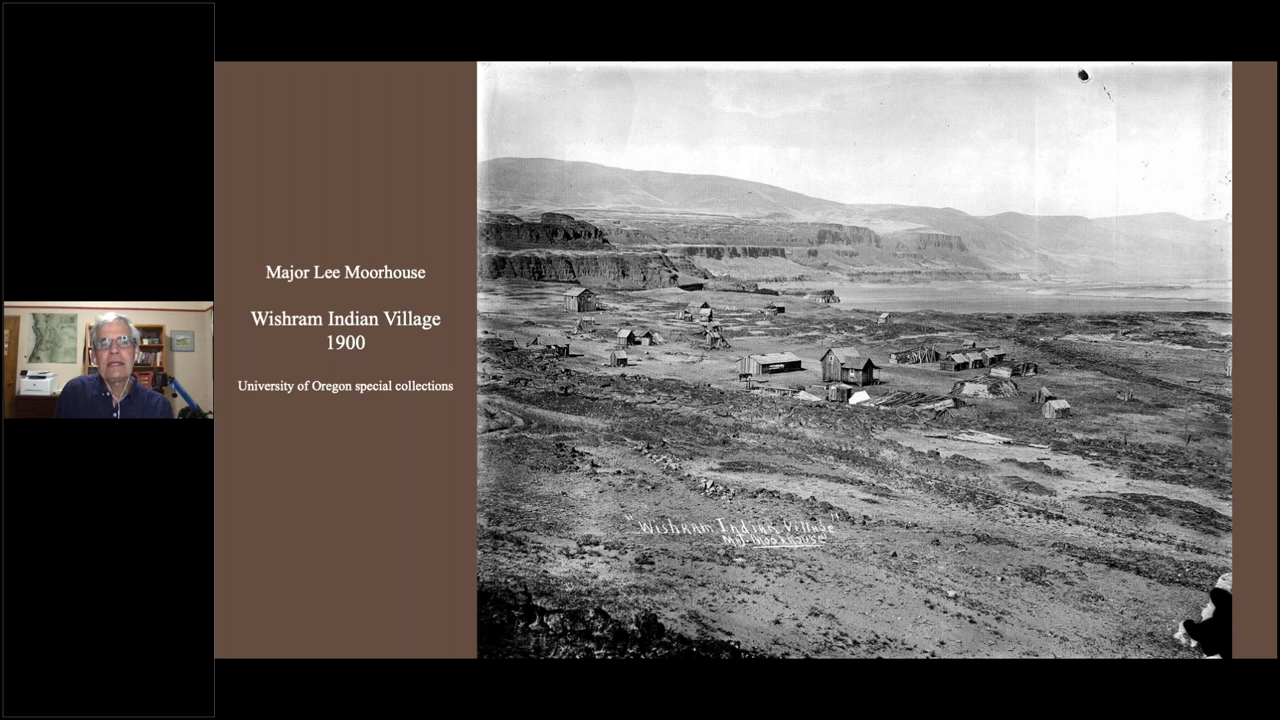 Major Lee Moorhouse
Wishram Indian Village
1900
University of Oregon special collections
"Wishram Indian Village"
Maj. Moorhouse